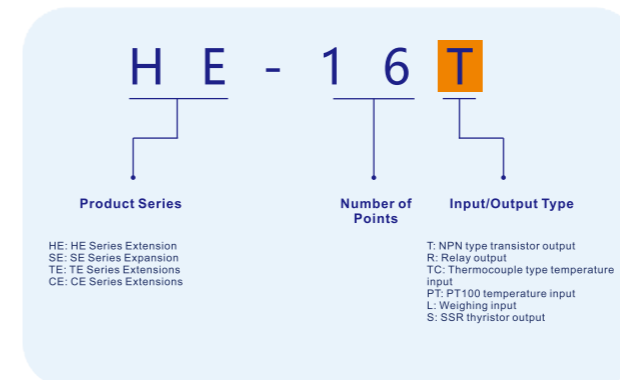 HE-16T
Product Series
Number of
Points
Input/Output Type
HE: HE Series Extension
SE: SE Series Expansion
TE: TE Series Extensions
CE: CE Series Extensions
T: NPN type transistor output
R: Relay output
TC: Thermocouple type temperature
input
PT: PT100 temperature input
L: Weighing input
S: SSR thyristor output